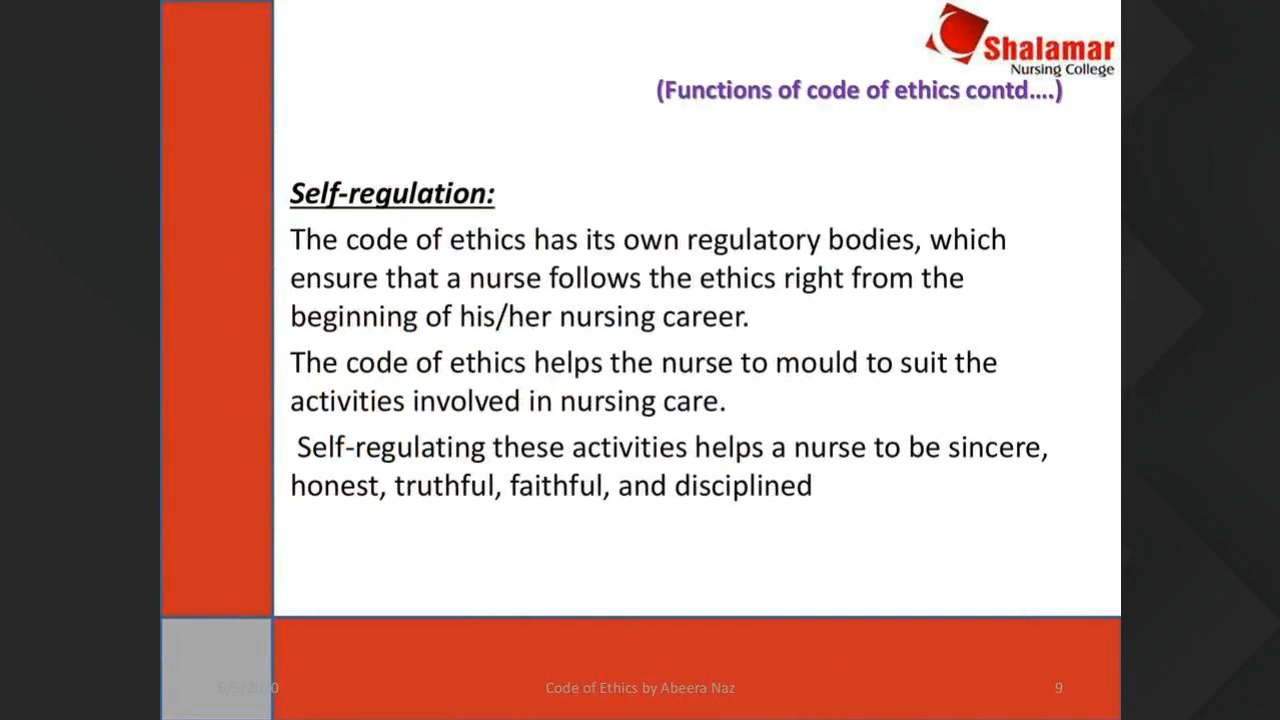 Shalamar
Nursing College
(Functions of code of ethics contd....)
Self-regulation:
The code of ethics has its own regulatory bodies, which
ensure that a nurse follows the ethics right from the
beginning of his/her nursing career.
The code of ethics helps the nurse to mould to suit the
activities involved in nursing care.
Self-regulating these activities helps a nurse to be sincere,
honest, truthful, faithful, and disciplined
Code of Ethics by Abeera Naz
9